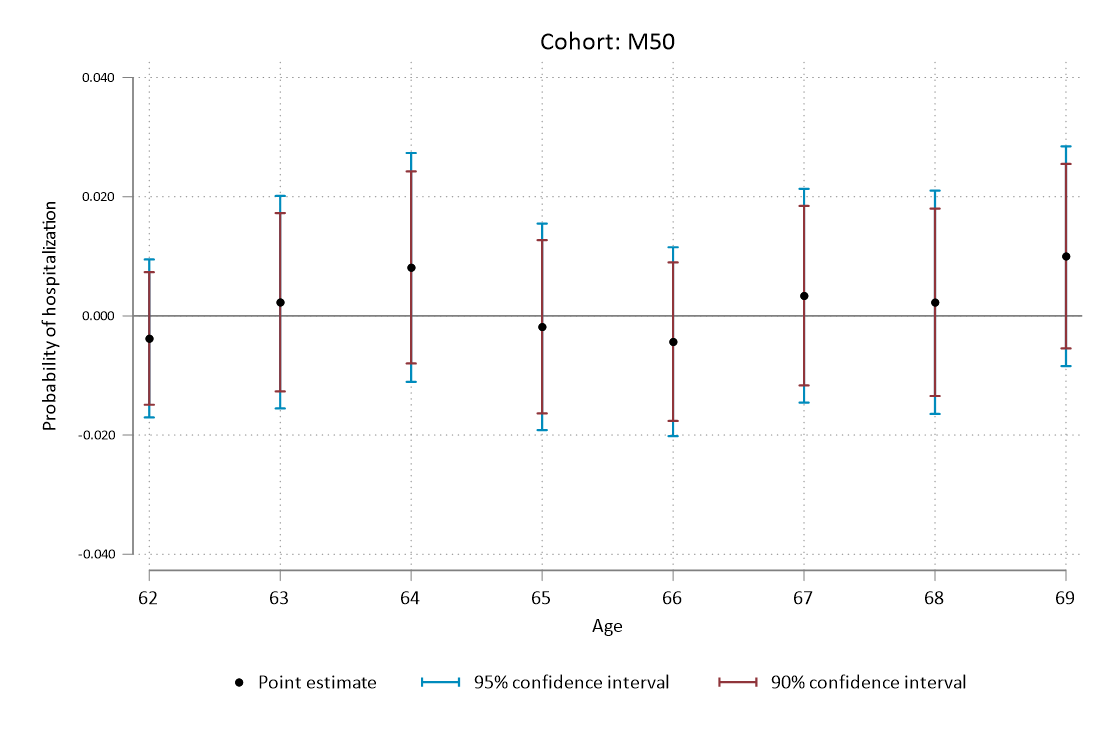 Cohort: M50
Probability of hospitalization
0.040
0.020
0.000
-0.020
-0.040
62 63 64 65 66 67 68 69
Age
Point estimate 95% confidence interval 90% confidence interval